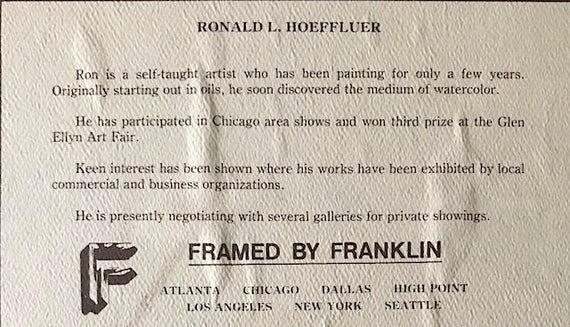 RONALD L. HOEFFLUER
Ron is a self-taught artist who has been painting for only a few years.
Originally starting out in oils, he soon discovered the medium of watercolor.
He has participated in Chicago area shows and won third prize at the Glen
Ellyn Art Fair.
Keen interest has been shown where his works have been exhibited by local
commercial and business organizations.
He is presently negotiating with several galleries for private showings.
F
FRAMED BY FRANKLIN
ATLANTA CHICAGO DALLAS HIGH POINT
LOS ANGELES NEW YORK SEATTLE